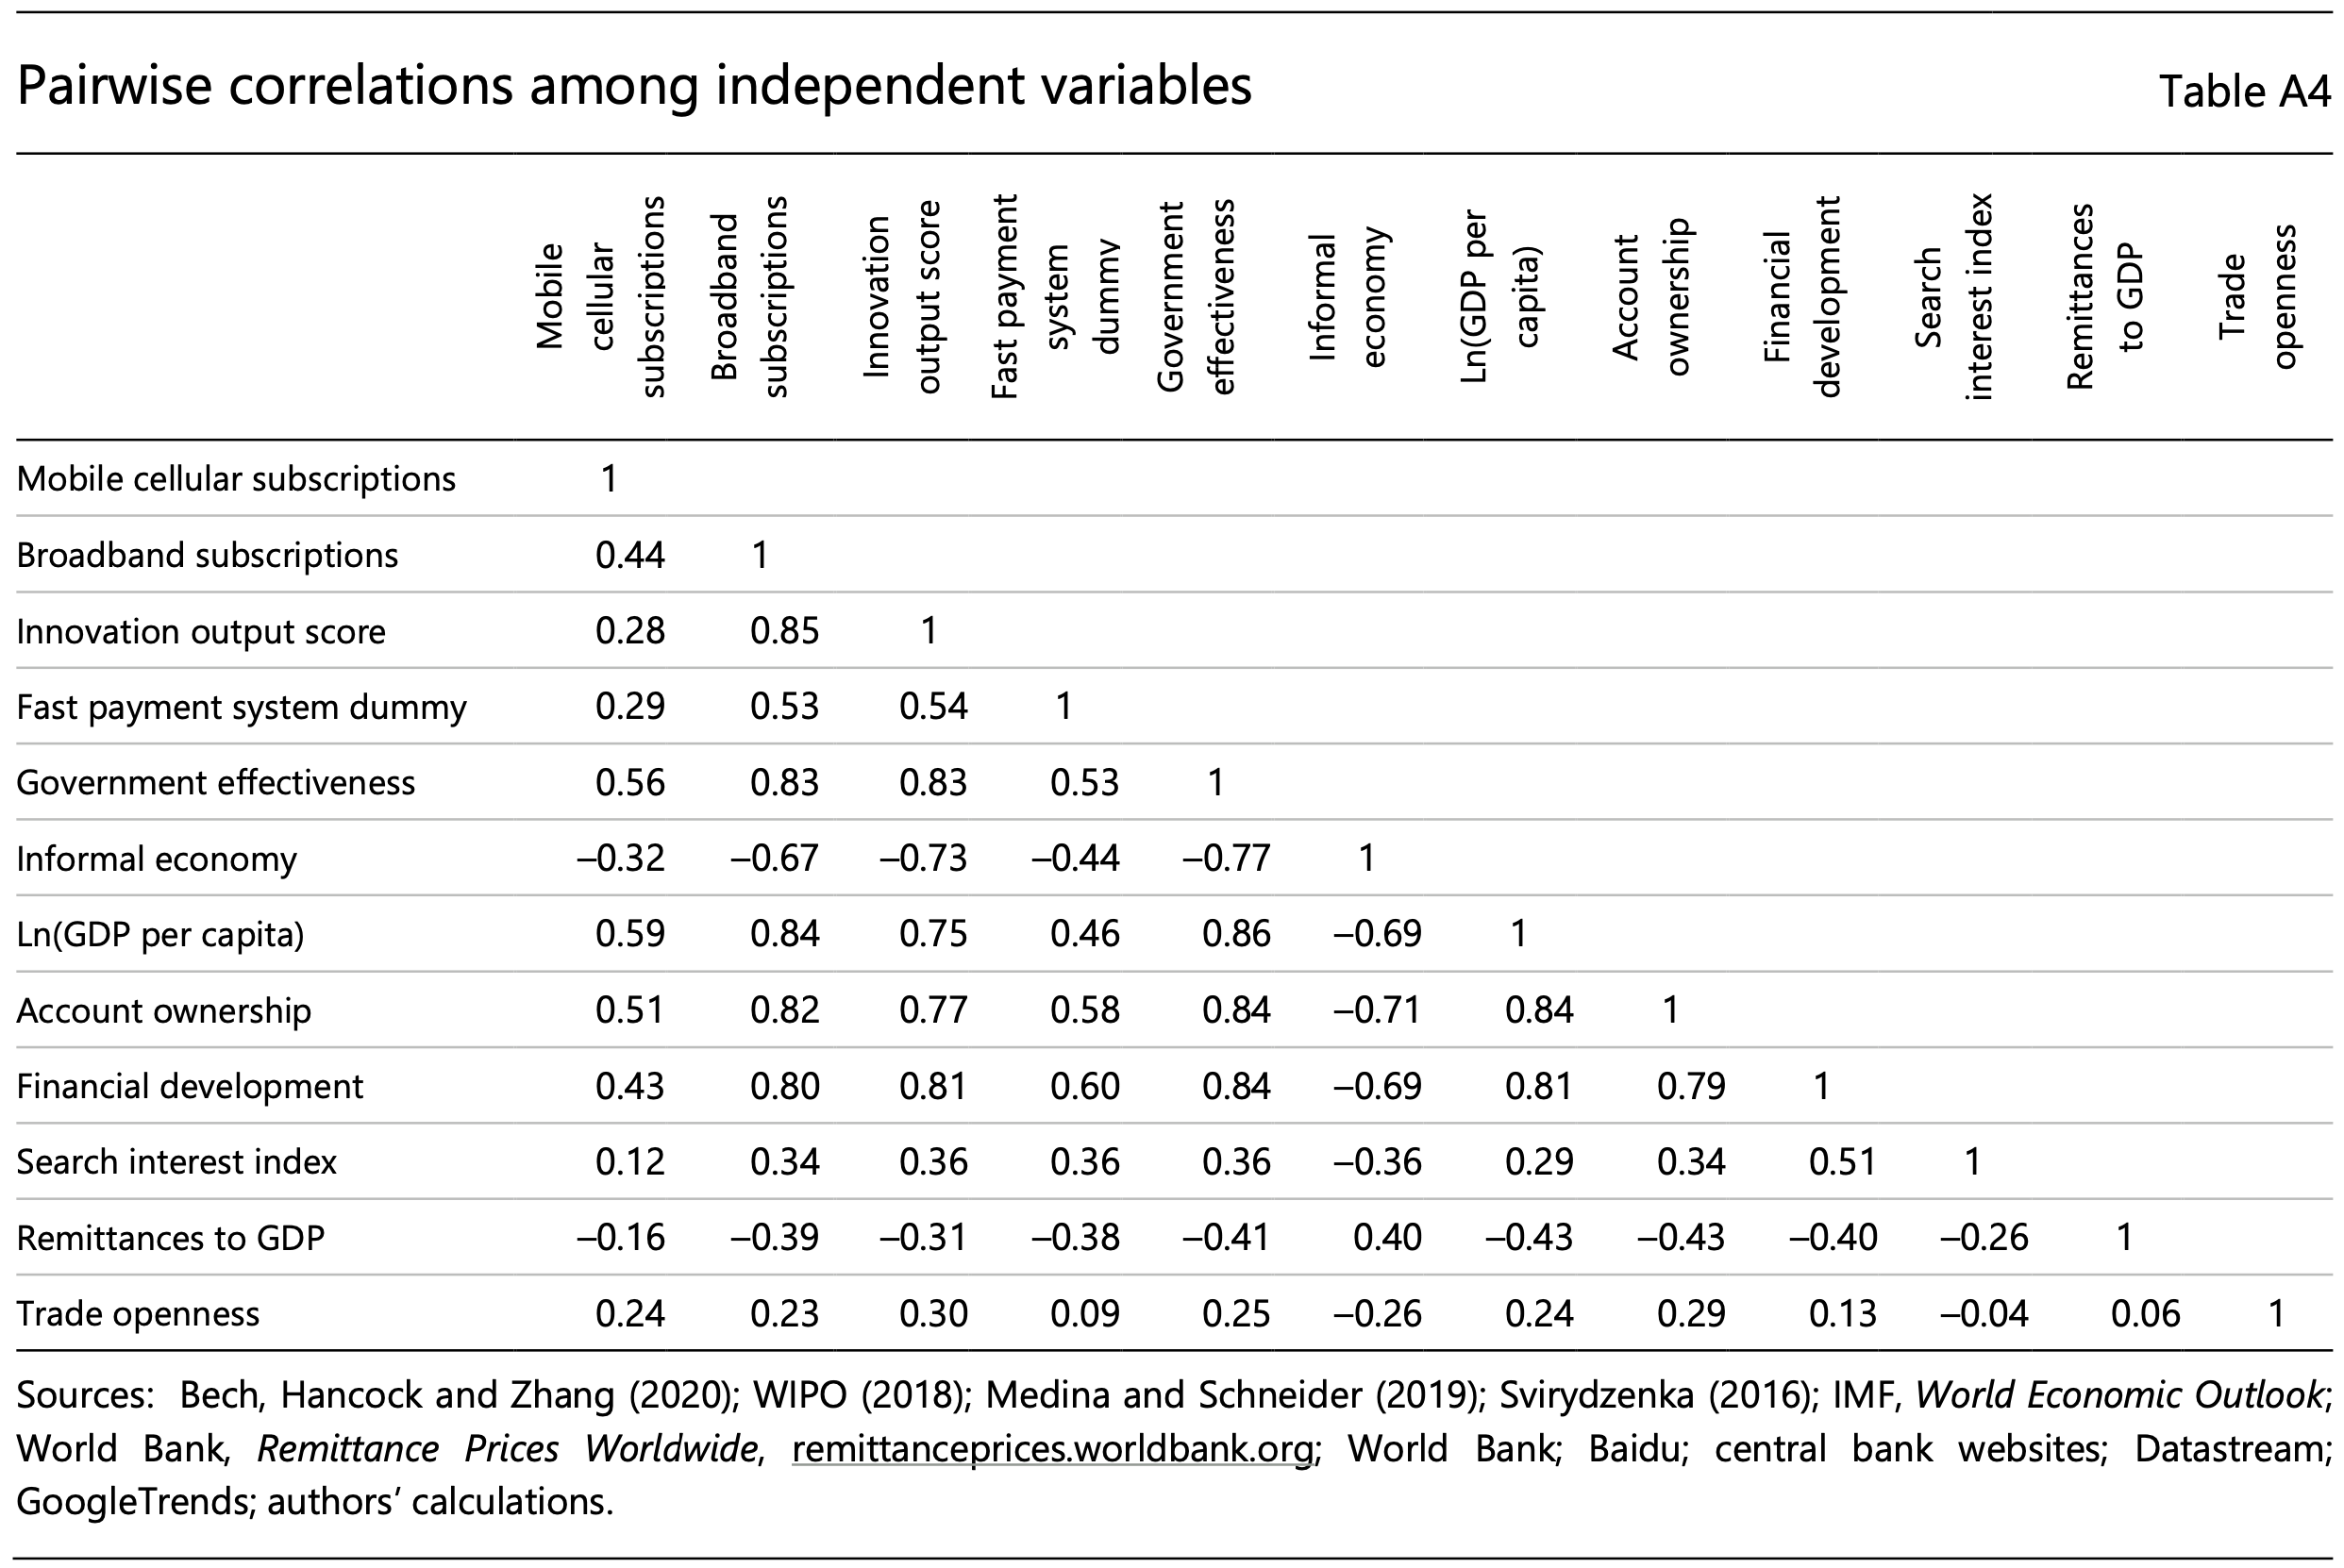 Pairwise correlations among independent variables Table A4
Mobile cellular subscriptions Broadband subscriptions Innovation output score Fast payment system dummy Government effectiveness Informal economy Ln(GDP per capita) Account ownership Financial development Search interest index Remittances to GDP Trade openness
Mobile cellular subscriptions 1
Broadband subscriptions 0.44 1
Innovation output score 0.28 0.85 1
Fast payment system dummy 0.29 0.53 0.54 1
Government effectiveness 0.56 0.83 0.83 0.53 1
Informal economy –0.32 –0.67 –0.73 –0.44 –0.77 1
Ln(GDP per capita) 0.59 0.84 0.75 0.46 0.86 –0.69 1
Account ownership 0.51 0.82 0.77 0.58 0.84 –0.71 0.84 1
Financial development 0.43 0.80 0.81 0.60 0.84 –0.69 0.81 0.79 1
Search interest index 0.12 0.34 0.36 0.36 0.36 –0.36 0.29 0.34 0.51 1
Remittances to GDP –0.16 –0.39 –0.31 –0.38 –0.41 0.40 –0.43 –0.43 –0.40 –0.26 1
Trade openness 0.24 0.23 0.30 0.09 0.25 –0.26 0.24 0.29 0.13 –0.04 0.06 1
Sources: Bech, Hancock and Zhang (2020); WIPO (2018); Medina and Schneider (2019); Svirydzenka (2016); IMF, World Economic Outlook;
World Bank, Remittance Prices Worldwide, remittanceprices.worldbank.org; World Bank; Baidu; central bank websites; Datastream;
GoogleTrends; authors’ calculations.